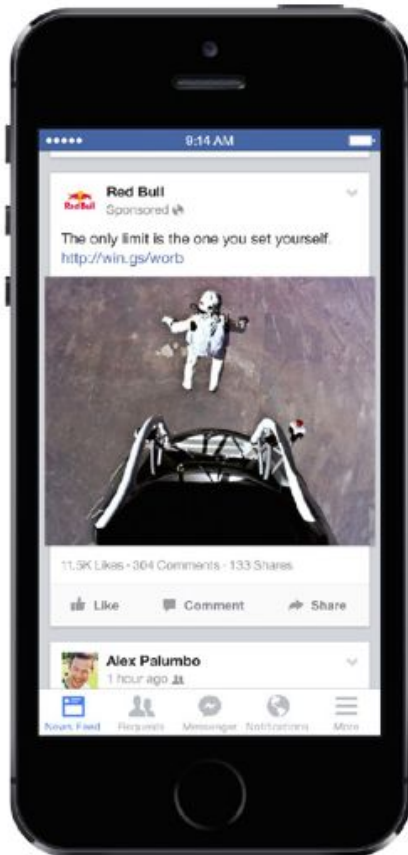 9:14 AM
Red Bull
Red Bull
Sponsored
The only limit is the one you set yourself.
http://win.gs/worb
11.5K Likes · 304 Comments · 133 Shares
Like Comment Share
Alex Palumbo
1 hour ago
News Feed Requests Messenger Notifications More